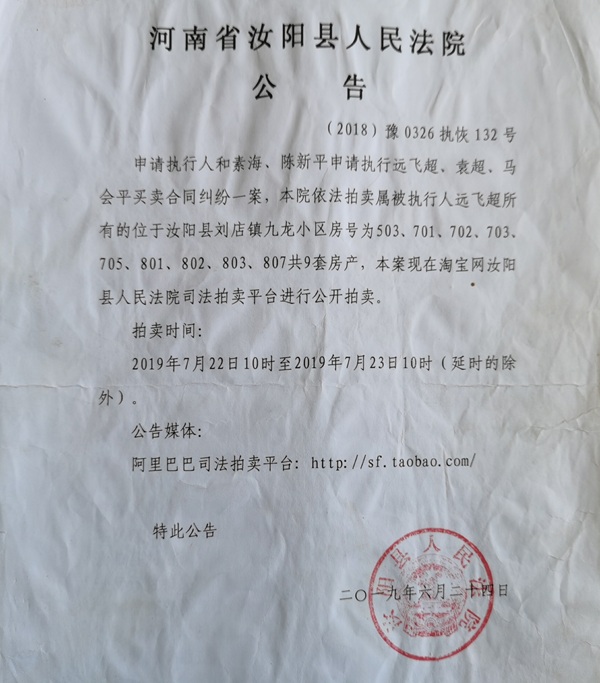 河南省汝阳县人民法院
公 告
（2018）豫 0326 执恢 132 号
申请执行人和素海、陈新平申请执行远飞超、袁超、马
会平买卖合同纠纷一案，本院依法拍卖属被执行人远飞超所
有的位于汝阳县刘店镇九龙小区房号为503、701、702、703、
705、801、802、803、807共9套房产，本案现在淘宝网汝阳
县人民法院司法拍卖平台进行公开拍卖。
拍卖时间：
2019年7月22日10时至2019年7月23日10时（延时的除
外）。
公告媒体：
阿里巴巴司法拍卖平台：http://sf.taobao.com/
特此公告
二〇一九年六月二十四日
汝阳县人民法院